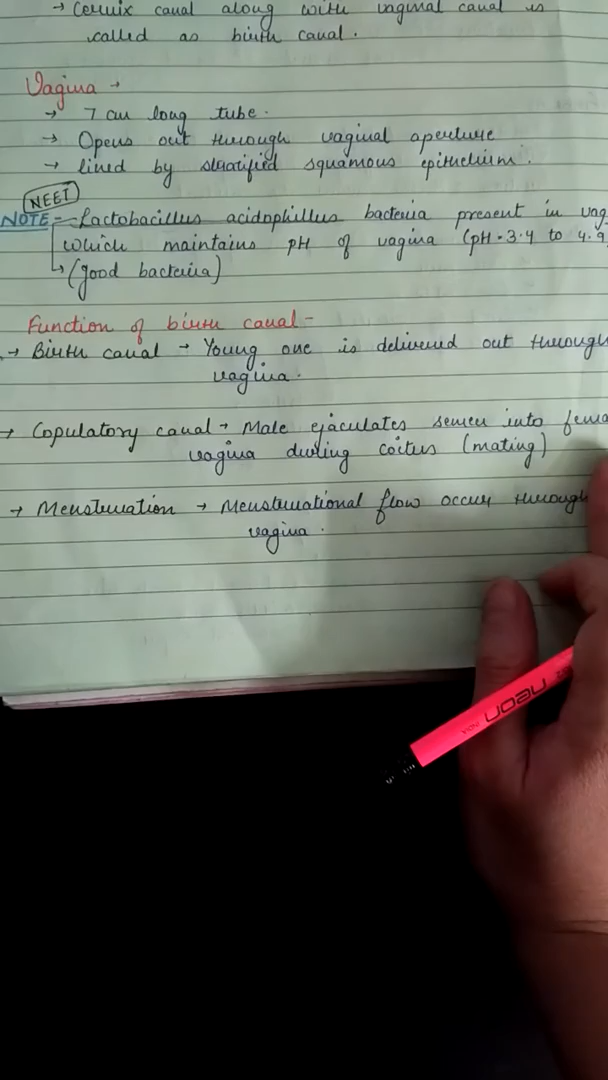 → Cervix canal along with vaginal canal is
called as birth canal.
Vagina →
→ 7 cm long tube.
→ Opens out through vaginal aperture
→ lined by stratified squamous epithelium.
NEET
NOTE = Lactobacillus acidophillus bacteria present in vag
which maintains pH of vagina (pH - 3.4 to 4.9
↳ (good bacteria)
Function of birth canal -
→ Birth canal → Young one is delivered out through
vagina.
→ Copulatory canal → Male ejaculates semen into fema
vagina during coitus (mating)
→ Menstruation → Menstruational flow occur through
vagina.
neon